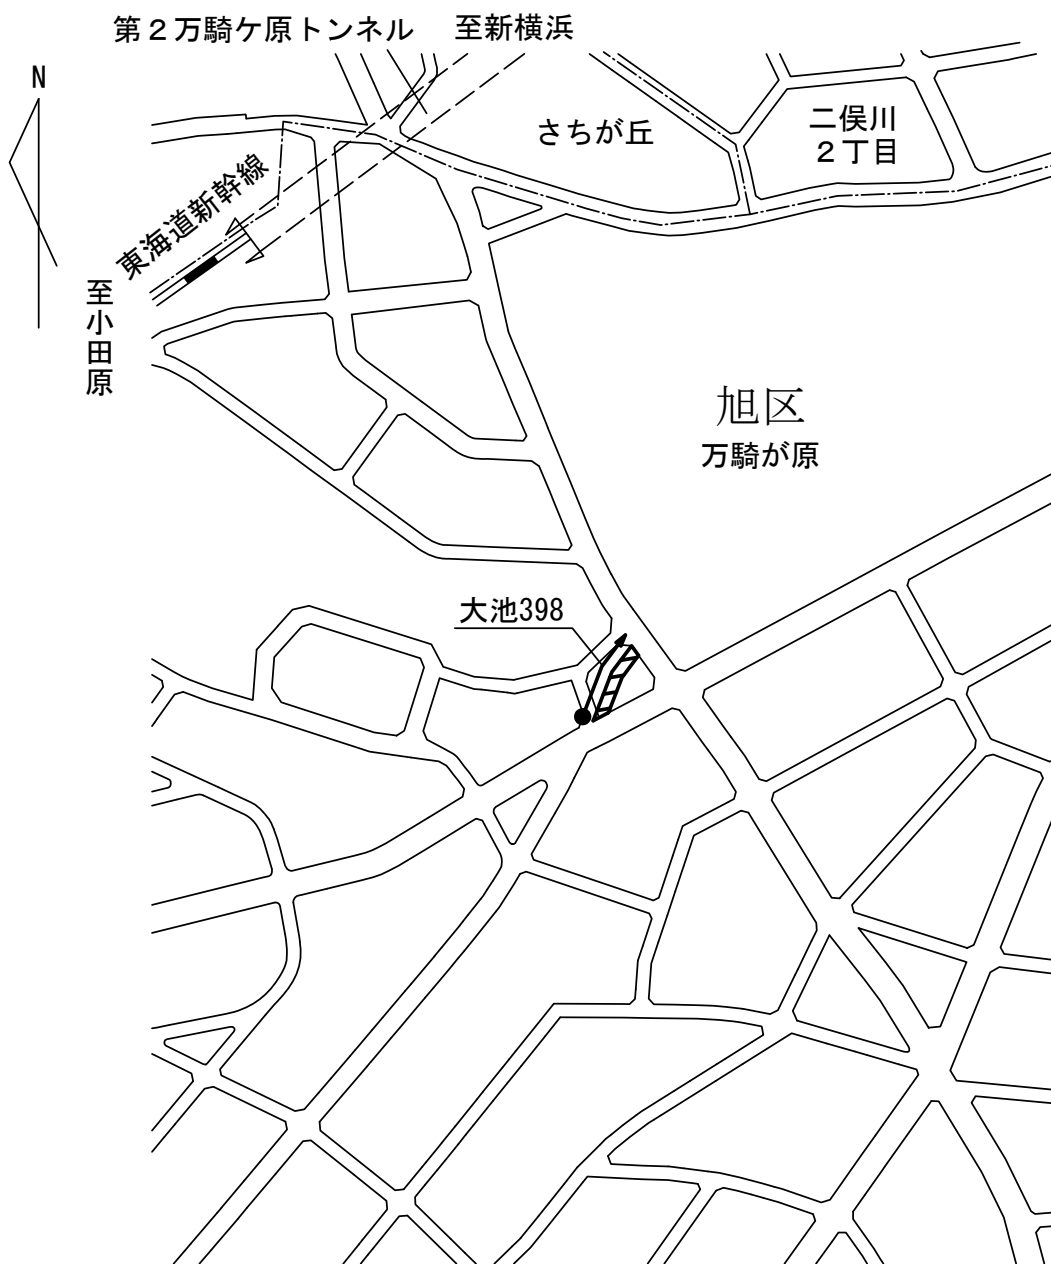 第２万騎ケ原トンネル
至新横浜
N
さちが丘
二俣川
２丁目
東海道新幹線
至小田原
旭区
万騎が原
大池398